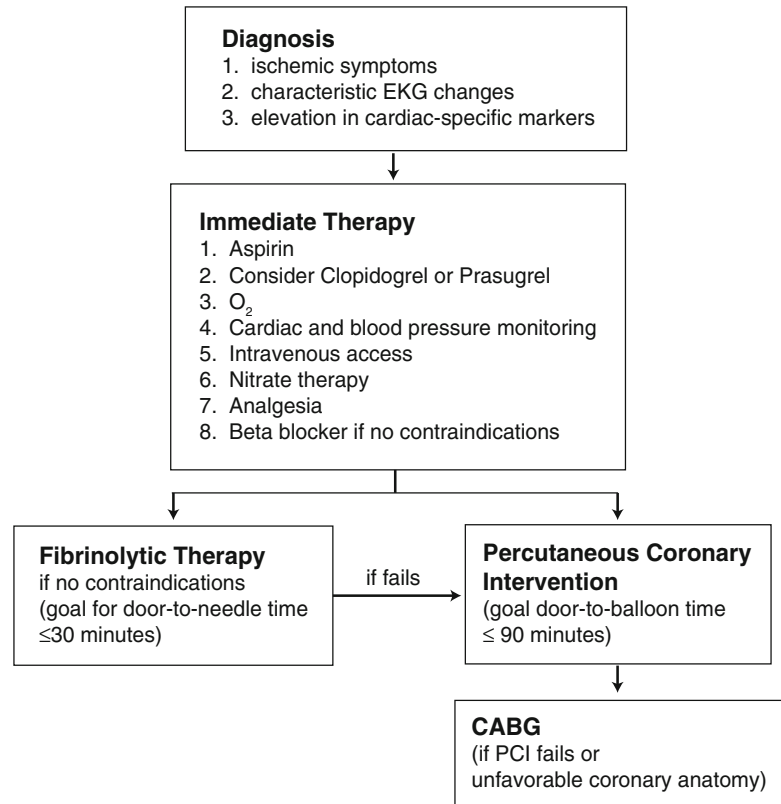 Diagnosis
1. ischemic symptoms
2. characteristic EKG changes
3. elevation in cardiac-specific markers
Immediate Therapy
1. Aspirin
2. Consider Clopidogrel or Prasugrel
3. O₂
4. Cardiac and blood pressure monitoring
5. Intravenous access
6. Nitrate therapy
7. Analgesia
8. Beta blocker if no contraindications
Fibrinolytic Therapy
if no contraindications
(goal for door-to-needle time
≤30 minutes)
if fails
Percutaneous Coronary
Intervention
(goal door-to-balloon time
≤ 90 minutes)
CABG
(if PCI fails or
unfavorable coronary anatomy)